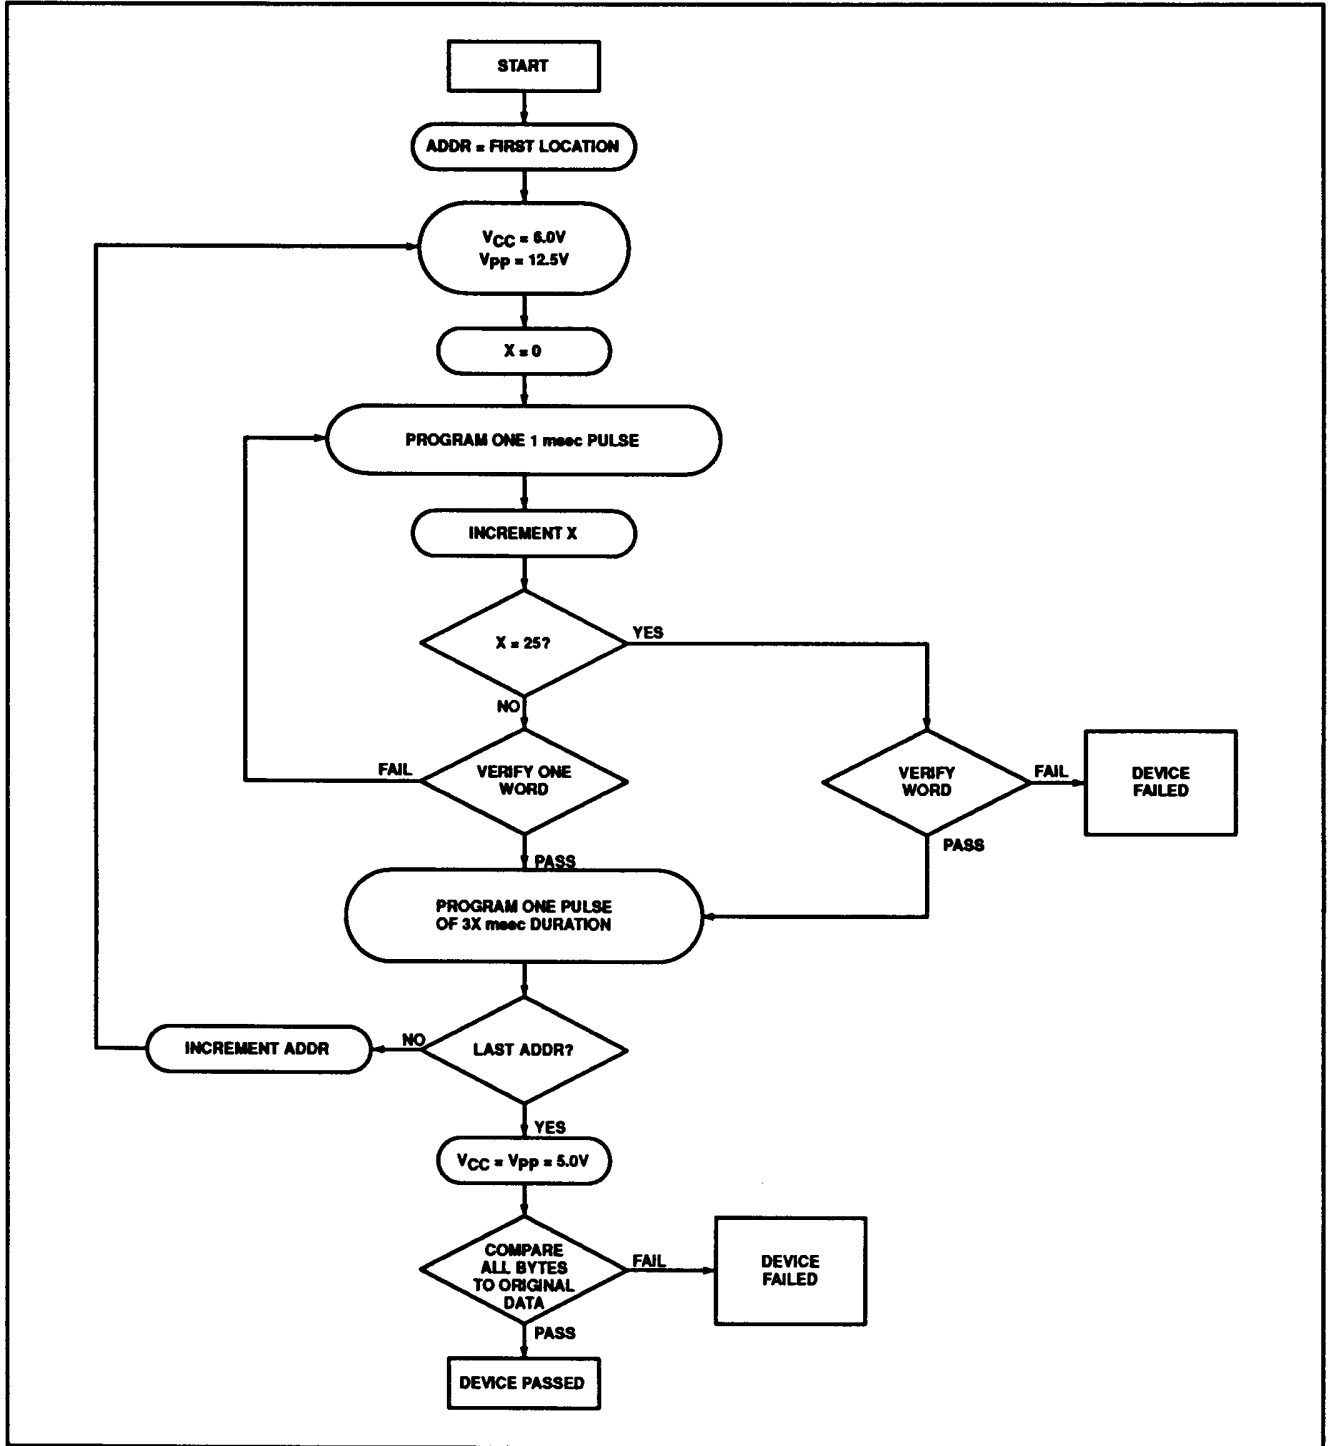 START
ADDR = FIRST LOCATION
VCC = 6.0V
VPP = 12.5V
X = 0
PROGRAM ONE 1 msec PULSE
INCREMENT X
X = 25?
YES
NO
VERIFY ONE
WORD
FAIL
PASS
VERIFY
WORD
FAIL
DEVICE
FAILED
PASS
PROGRAM ONE PULSE
OF 3X msec DURATION
LAST ADDR?
NO
INCREMENT ADDR
YES
VCC = VPP = 5.0V
COMPARE
ALL BYTES
TO ORIGINAL
DATA
FAIL
DEVICE
FAILED
PASS
DEVICE PASSED